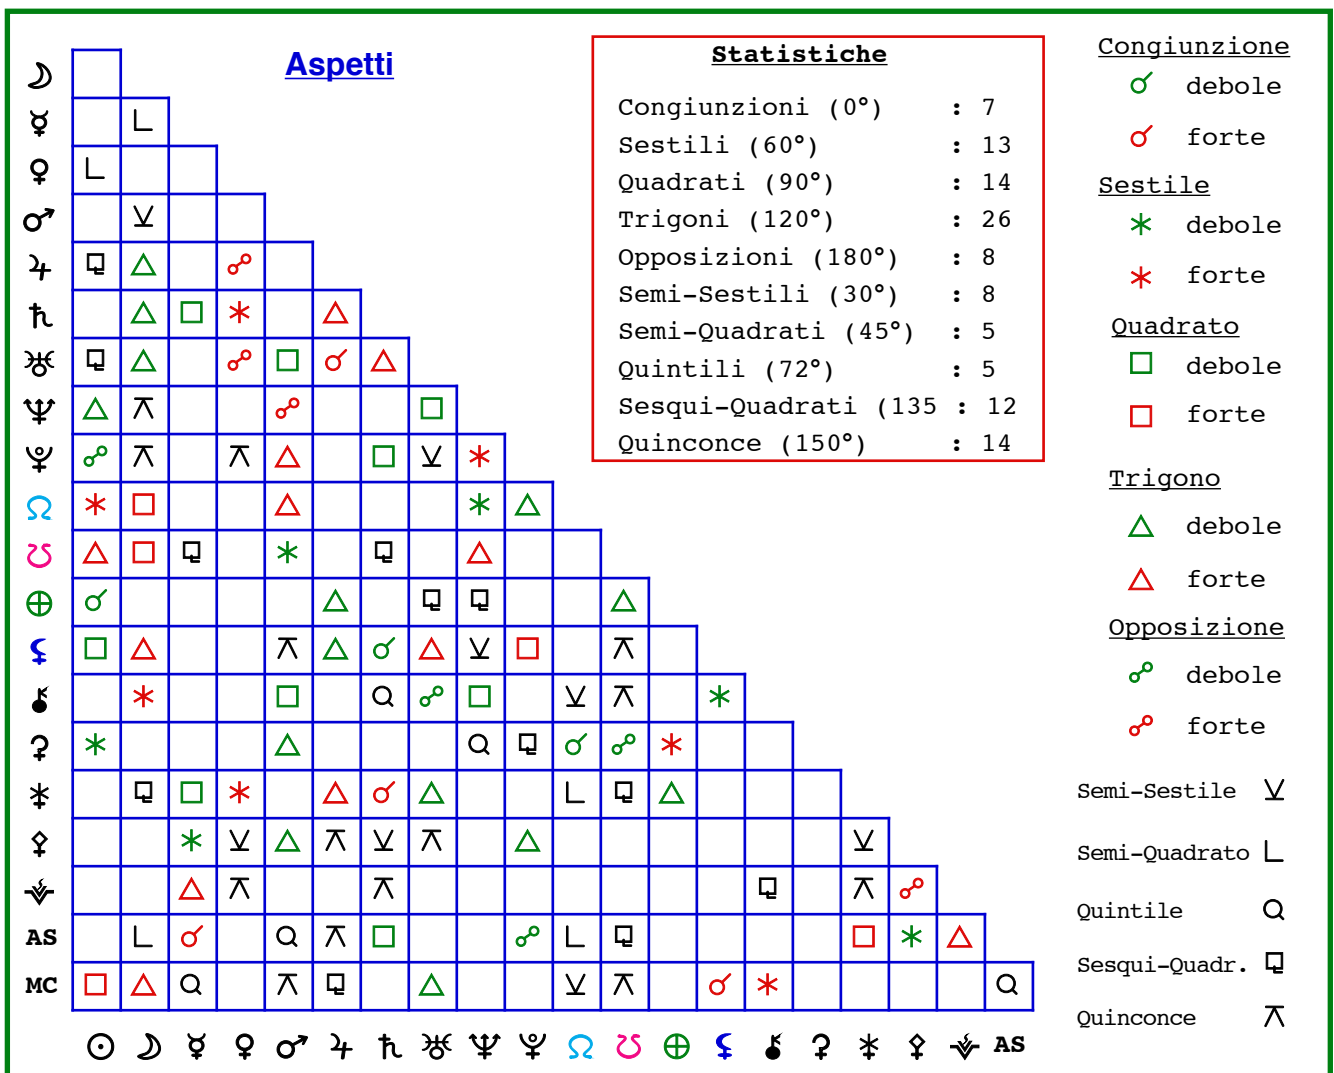 Aspetti
Statistiche
Congiunzioni (0°) : 7
Sestili (60°) : 13
Quadrati (90°) : 14
Trigoni (120°) : 26
Opposizioni (180°) : 8
Semi-Sestili (30°) : 8
Semi-Quadrati (45°) : 5
Quintili (72°) : 5
Sesqui-Quadrati (135 : 12
Quinconce (150°) : 14
Congiunzione
debole
forte
Sestile
debole
forte
Quadrato
debole
forte
Trigono
debole
forte
Opposizione
debole
forte
Semi-Sestile
Semi-Quadrato
Quintile
Sesqui-Quadr.
Quinconce
AS
MC
AS